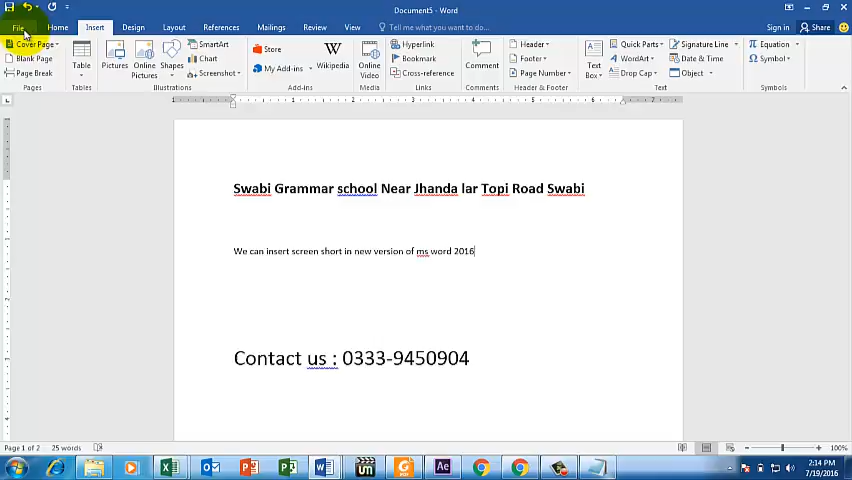 Document5 - Word
File Home Insert Design Layout References Mailings Review View Tell me what you want to do... Sign in Share
Cover Page
Blank Page
Page Break
Pages
Table
Tables
Pictures
Online Pictures
Shapes
SmartArt
Chart
Screenshot
Illustrations
Store
My Add-ins
Wikipedia
Add-ins
Online Video
Media
Hyperlink
Bookmark
Cross-reference
Links
Comment
Comments
Header
Footer
Page Number
Header & Footer
Text Box
Quick Parts
WordArt
Drop Cap
Signature Line
Date & Time
Object
Text
Equation
Symbol
Symbols
Swabi Grammar school Near Jhanda lar Topi Road Swabi
We can insert screen short in new version of ms word 2016
Contact us : 0333-9450904
Page 1 of 2 25 words 100%
2:14 PM
7/19/2016